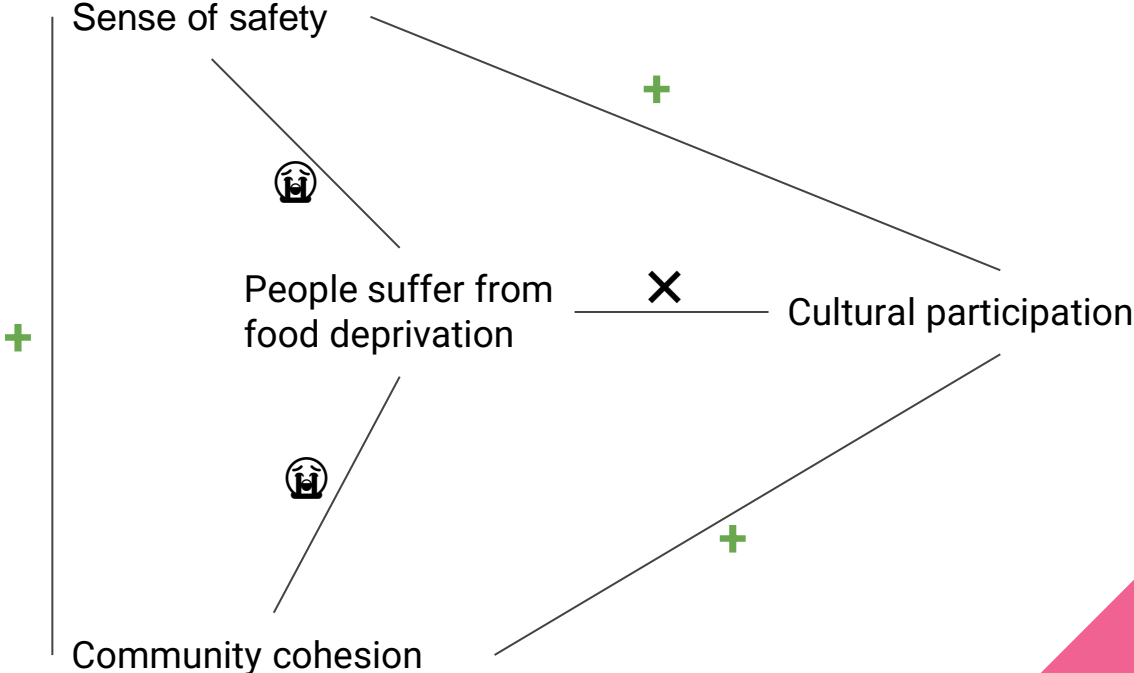 Sense of safety
+
😭
People suffer from
food deprivation
✕
Cultural participation
+
😭
+
Community cohesion